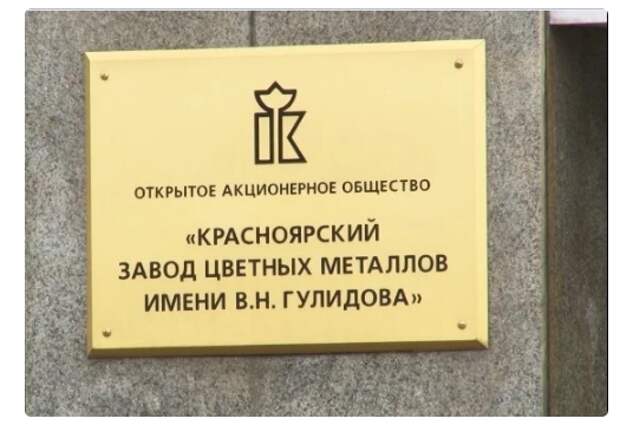 ОТКРЫТОЕ АКЦИОНЕРНОЕ ОБЩЕСТВО
«КРАСНОЯРСКИЙ
ЗАВОД ЦВЕТНЫХ МЕТАЛЛОВ
ИМЕНИ В.Н. ГУЛИДОВА»